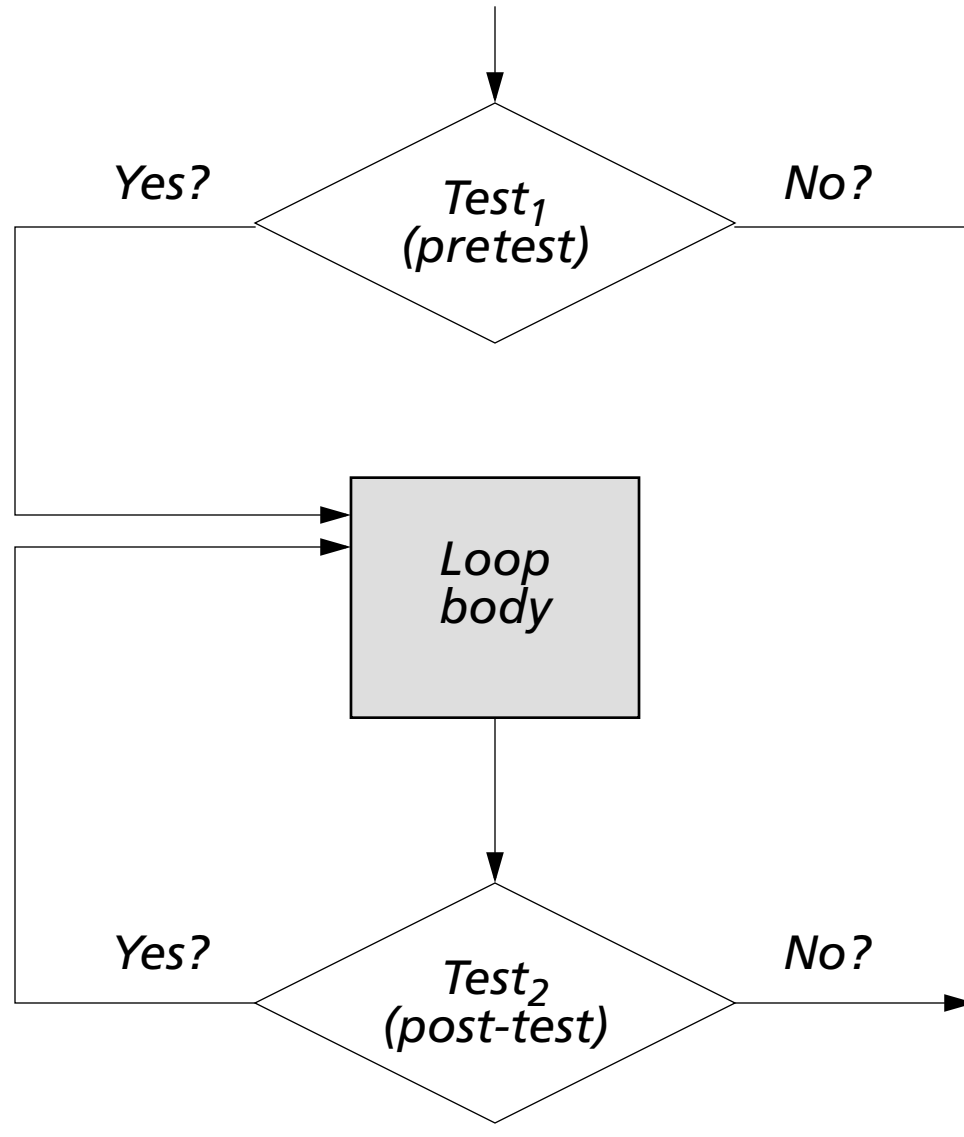 Yes?
No?
Test₁
(pretest)
Loop
body
Yes?
No?
Test₂
(post-test)